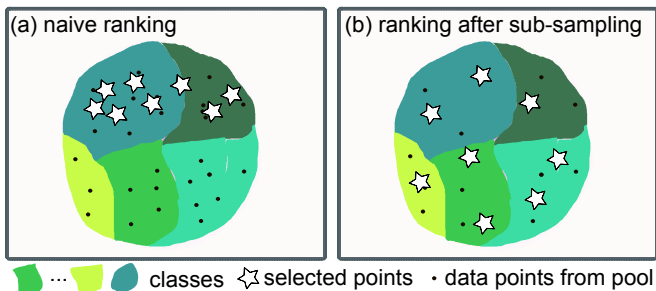 (a) naive ranking
(b) ranking after sub-sampling
... classes selected points data points from pool